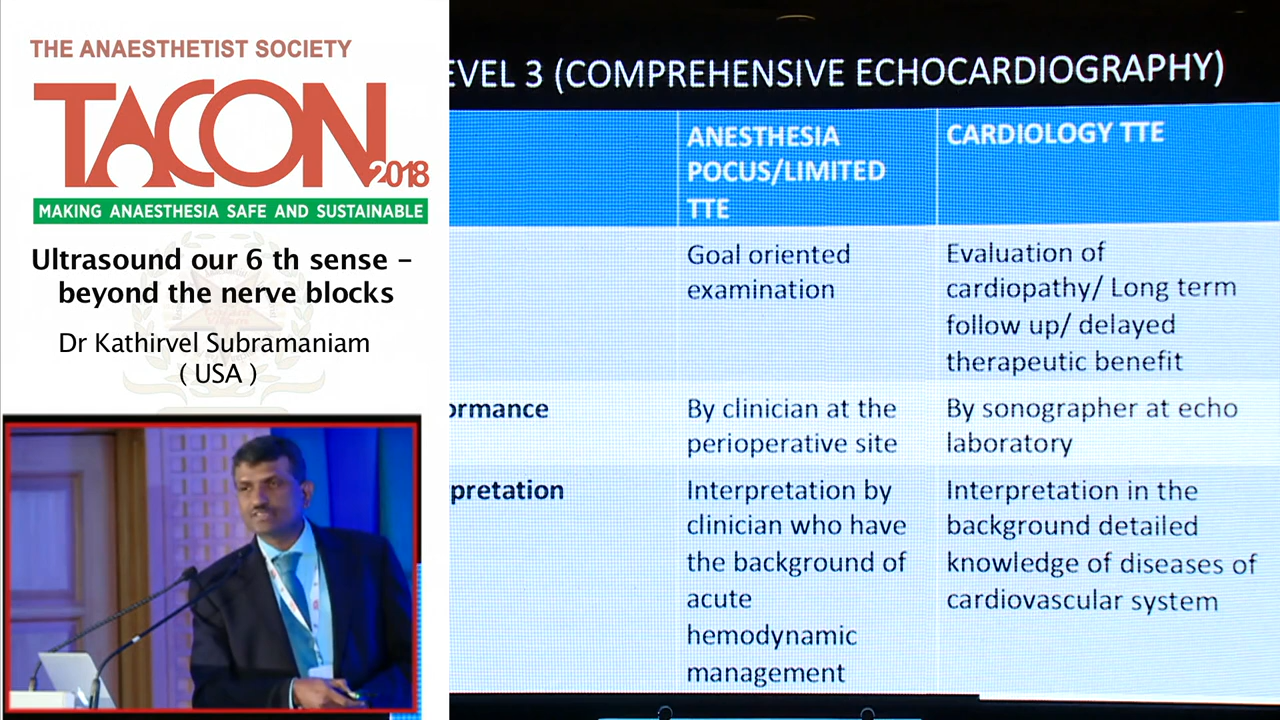 THE ANAESTHETIST SOCIETY
TACON
2018
MAKING ANAESTHESIA SAFE AND SUSTAINABLE
Ultrasound our 6 th sense –
beyond the nerve blocks
Dr Kathirvel Subramaniam
( USA )
EVEL 3 (COMPREHENSIVE ECHOCARDIOGRAPHY)
ANESTHESIA
POCUS/LIMITED
TTE
CARDIOLOGY TTE
Goal oriented
examination
Evaluation of
cardiopathy/ Long term
follow up/ delayed
therapeutic benefit
ormance
By clinician at the
perioperative site
By sonographer at echo
laboratory
pretation
Interpretation by
clinician who have
the background of
acute
hemodynamic
management
Interpretation in the
background detailed
knowledge of diseases of
cardiovascular system